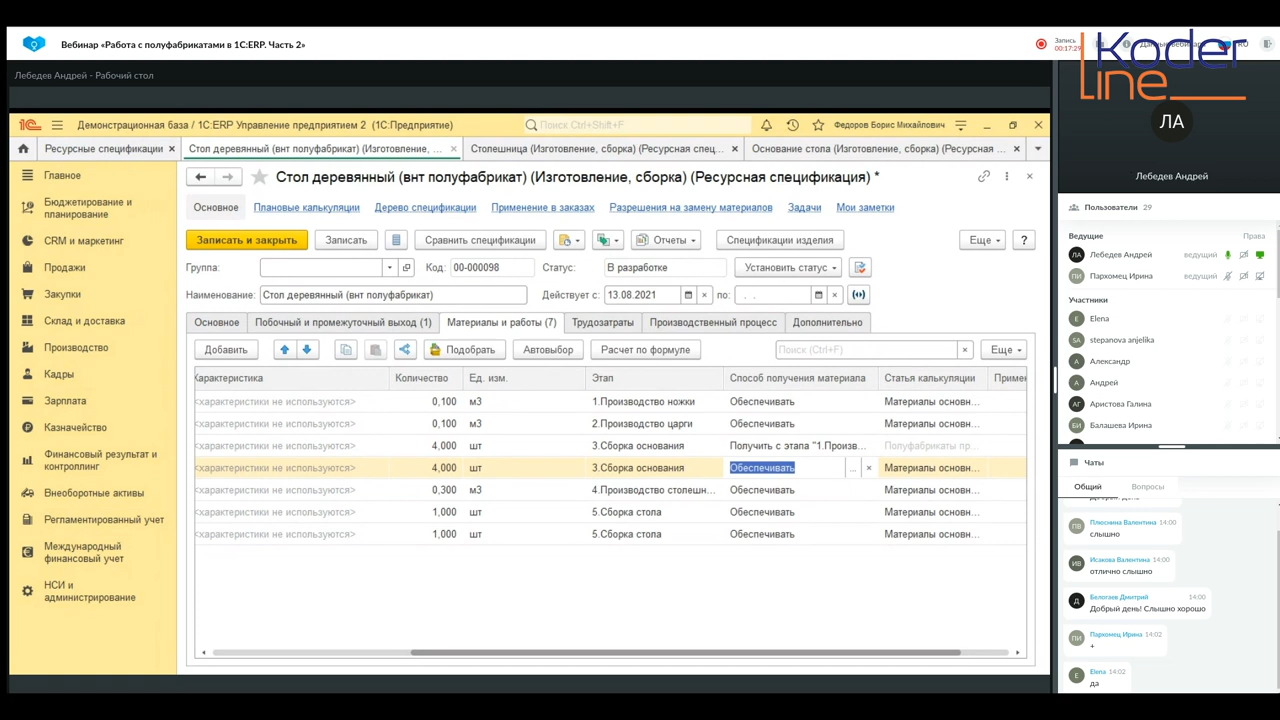 Вебинар «Работа с полуфабрикатами в 1С:ERP. Часть 2»
Запись
00:17:29
Koder
line
Лебедев Андрей - Рабочий стол
Демонстрационная база / 1С:ERP Управление предприятием 2 (1С:Предприятие)
Поиск Ctrl+Shift+F
Федоров Борис Михайлович
Ресурсные спецификации ×
Стол деревянный (внт полуфабрикат) (Изготовление, ... ×
Столешница (Изготовление, сборка) (Ресурсная спец... ×
Основание стола (Изготовление, сборка) (Ресурсная ... ×
Главное
Бюджетирование и
планирование
CRM и маркетинг
Продажи
Закупки
Склад и доставка
Производство
Кадры
Зарплата
Казначейство
Финансовый результат и
контроллинг
Внеоборотные активы
Регламентированный учет
Международный
финансовый учет
НСИ и
администрирование
Стол деревянный (внт полуфабрикат) (Изготовление, сборка) (Ресурсная спецификация) *
Основное Плановые калькуляции Дерево спецификации Применение в заказах Разрешения на замену материалов Задачи Мои заметки
Записать и закрыть Записать Сравнить спецификации Отчеты Спецификации изделия Еще ?
Группа: Код: 00-000098 Статус: В разработке Установить статус
Наименование: Стол деревянный (внт полуфабрикат) Действует с: 13.08.2021 по: . .
Основное Побочный и промежуточный выход (1) Материалы и работы (7) Трудозатраты Производственный процесс Дополнительно
Добавить Подобрать Автовыбор Расчет по формуле Поиск (Ctrl+F) × Еще
Характеристика Количество Ед. изм. Этап Способ получения материала Статья калькуляции Примен
<характеристики не используются> 0,100 м3 1.Производство ножки Обеспечивать Материалы основн...
<характеристики не используются> 0,100 м3 2.Производство царги Обеспечивать Материалы основн...
<характеристики не используются> 4,000 шт 3.Сборка основания Получить с этапа "1.Произв... Полуфабрикаты пр...
<характеристики не используются> 4,000 шт 3.Сборка основания Обеспечивать ... × Материалы основн...
<характеристики не используются> 0,300 м3 4.Производство столешн... Обеспечивать Материалы основн...
<характеристики не используются> 1,000 шт 5.Сборка стола Обеспечивать Материалы основн...
<характеристики не используются> 1,000 шт 5.Сборка стола Обеспечивать Материалы основн...
ЛА
Лебедев Андрей
Пользователи 29
Ведущие Права
ЛА Лебедев Андрей ведущий
ПИ Пархомец Ирина ведущий
Участники
E Elena
SA stepanova anjelika
А Александр
А Андрей
АГ Аристова Галина
БИ Балашева Ирина
Чаты
Общий Вопросы
ПВ Плюснина Валентина 14:00
слышно
ИВ Исакова Валентина 14:00
отлично слышно
Д Белогаев Дмитрий 14:00
Добрый день! Слышно хорошо
ПИ Пархомец Ирина 14:02
+
E Elena 14:02
да